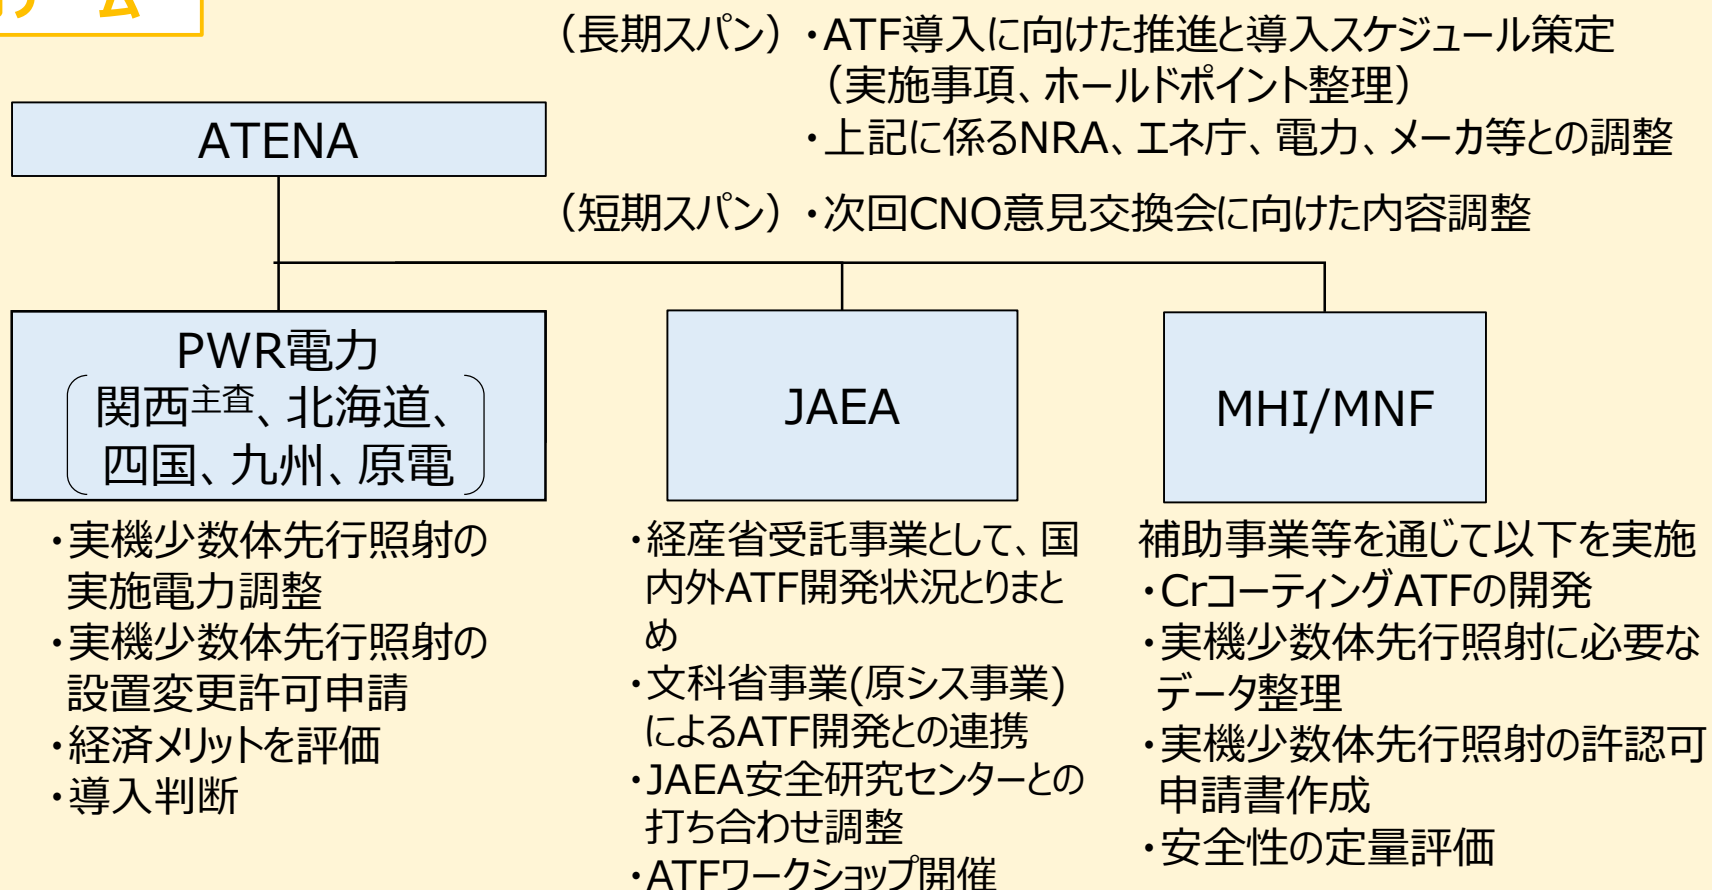 チーム
(長期スパン)・ATF導入に向けた推進と導入スケジュール策定
(実施事項、ホールドポイント整理)
・上記に係るNRA、エネ庁、電力、メーカ等との調整
(短期スパン)・次回CNO意見交換会に向けた内容調整
ATENA
PWR電力
関西主査、北海道、
四国、九州、原電
・実機少数体先行照射の
実施電力調整
・実機少数体先行照射の
設置変更許可申請
・経済メリットを評価
・導入判断
JAEA
・経産省受託事業として、国
内外ATF開発状況とりまと
め
・文科省事業(原シス事業)
によるATF開発との連携
・JAEA安全研究センターとの
打ち合わせ調整
・ATFワークショップ開催
MHI/MNF
補助事業等を通じて以下を実施
・CrコーティングATFの開発
・実機少数体先行照射に必要な
データ整理
・実機少数体先行照射の許認可
申請書作成
・安全性の定量評価